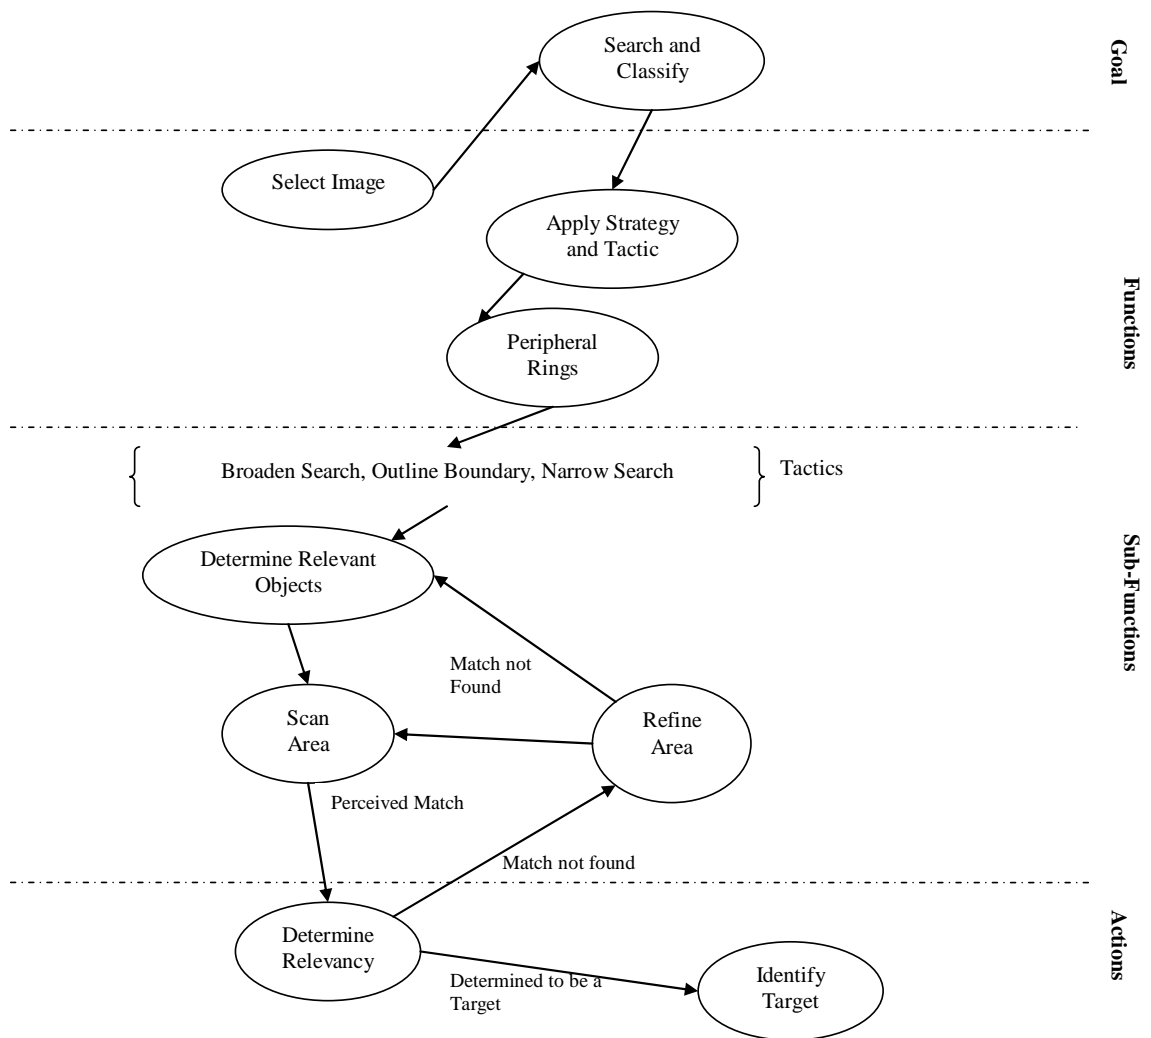 Search and
Classify
Goal
Select Image
Apply Strategy
and Tactic
Functions
Peripheral
Rings
Broaden Search, Outline Boundary, Narrow Search
Tactics
Determine Relevant
Objects
Sub-Functions
Match not
Found
Scan
Area
Refine
Area
Perceived Match
Match not found
Determine
Relevancy
Actions
Determined to be a
Target
Identify
Target